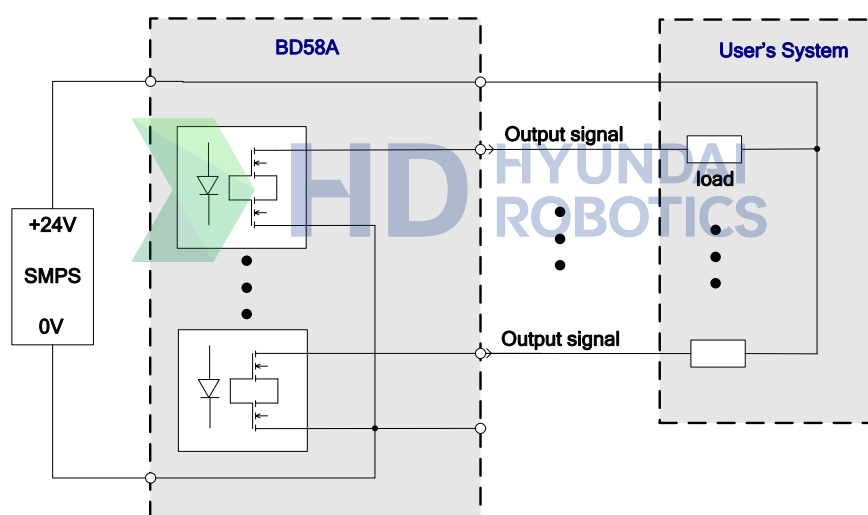 BD58A
User's System
Output signal
HD HYUNDAI
ROBOTICS
load
+24V
SMPS
0V
Output signal